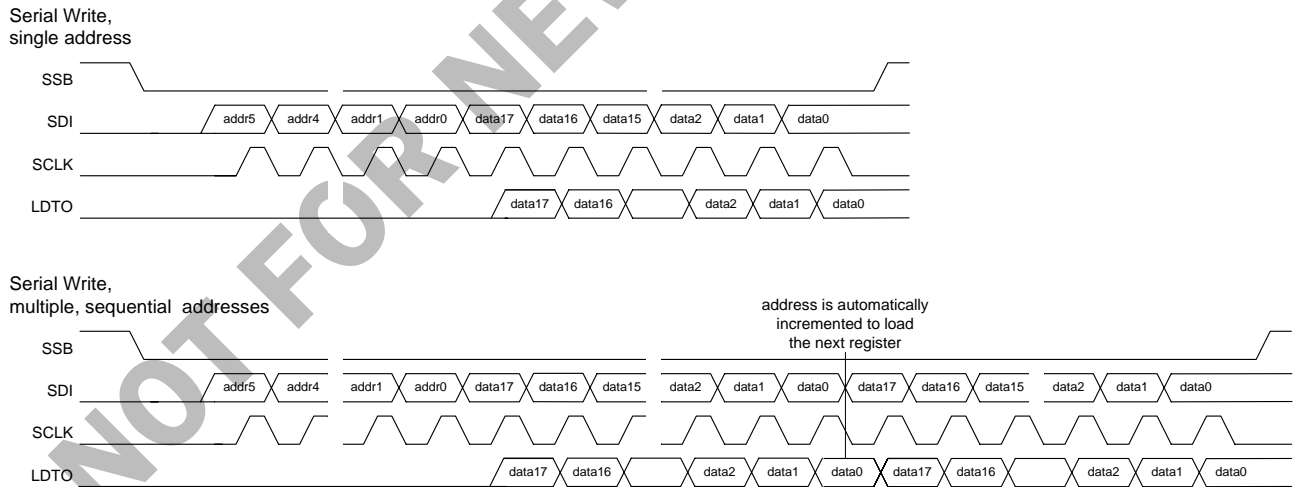 Serial Write,
single address
SSB
SDI addr5 addr4 addr1 addr0 data17 data16 data15 data2 data1 data0
SCLK
LDTO data17 data16 data2 data1 data0
Serial Write,
multiple, sequential addresses
address is automatically
incremented to load
the next register
SSB
SDI addr5 addr4 addr1 addr0 data17 data16 data15 data2 data1 data0 data17 data16 data15 data2 data1 data0
SCLK
LDTO data17 data16 data2 data1 data0 data17 data16 data2 data1 data0
NOT FOR NE